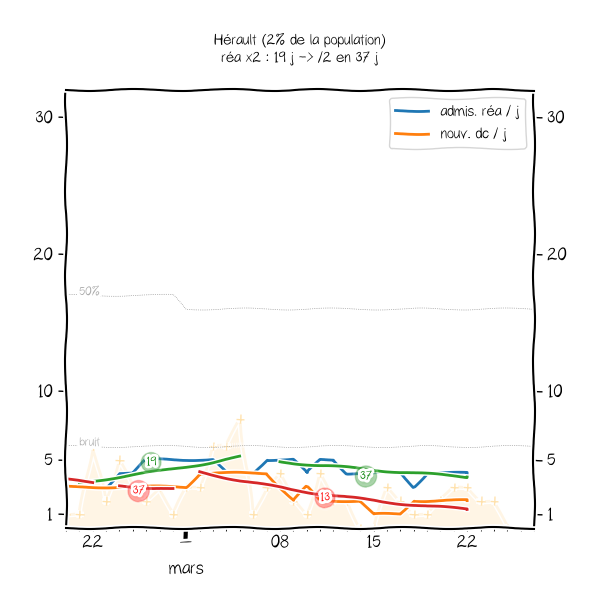 Hérault (2% de la population)
réa x2 : 19 j -> /2 en 37 j
admis. réa / j
nouv. dc / j
30 30
20 20
50%
10 10
bruit
5 5
19
37
37
13
1 1
22 1 08 15 22
mars